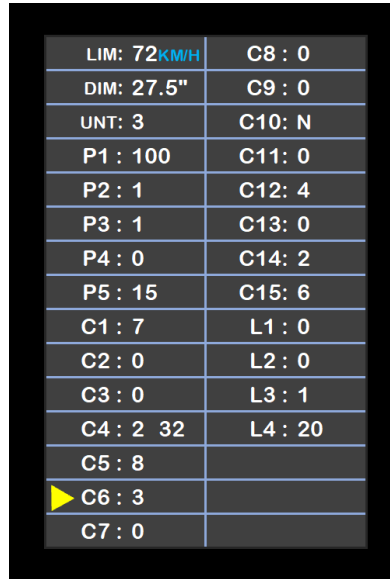 LIM: 72KM/H
DIM: 27.5"
UNT: 3
P1 : 100
P2 : 1
P3 : 1
P4 : 0
P5 : 15
C1 : 7
C2 : 0
C3 : 0
C4 : 2 32
C5 : 8
C6 : 3
C7 : 0
C8 : 0
C9 : 0
C10: N
C11: 0
C12: 4
C13: 0
C14: 2
C15: 6
L1 : 0
L2 : 0
L3 : 1
L4 : 20